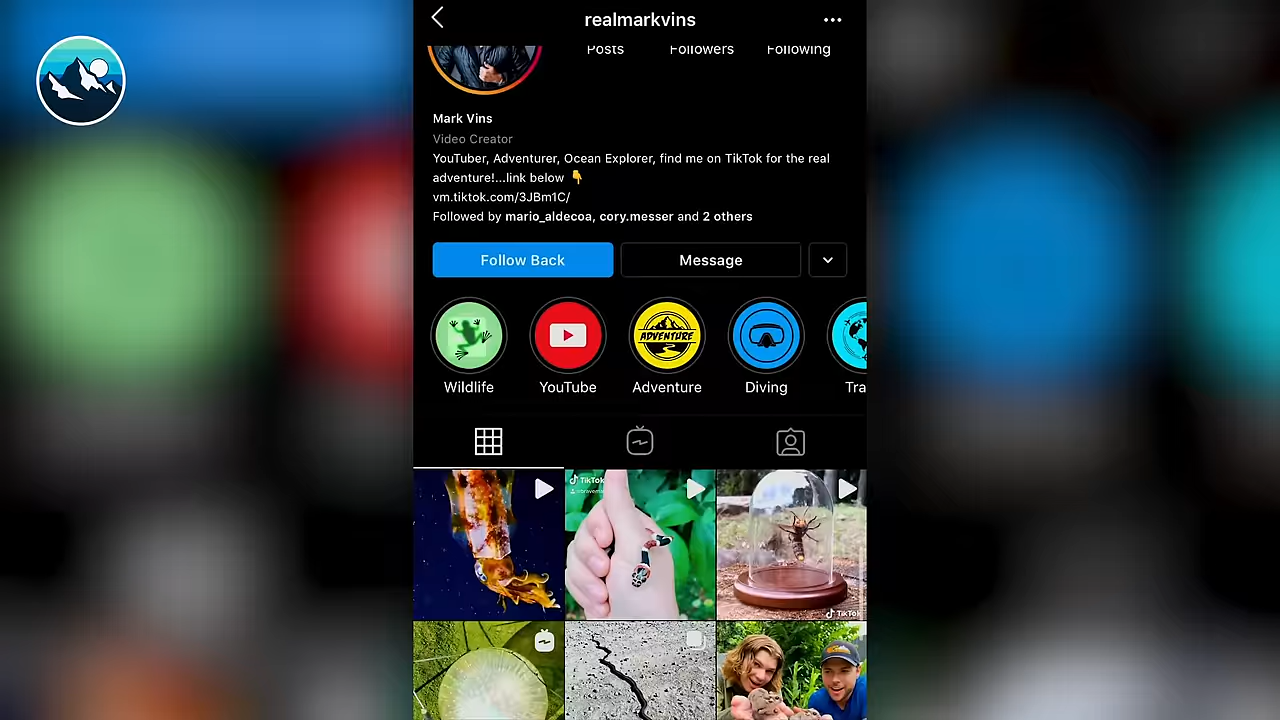 realmarkvins
Posts Followers Following
Mark Vins
Video Creator
YouTuber, Adventurer, Ocean Explorer, find me on TikTok for the real
adventure!...link below 👇
vm.tiktok.com/3JBm1C/
Followed by mario_aldecoa, cory.messer and 2 others
Follow Back Message
ADVENTURE
Wildlife YouTube Adventure Diving Tra
TikTok
TikTok